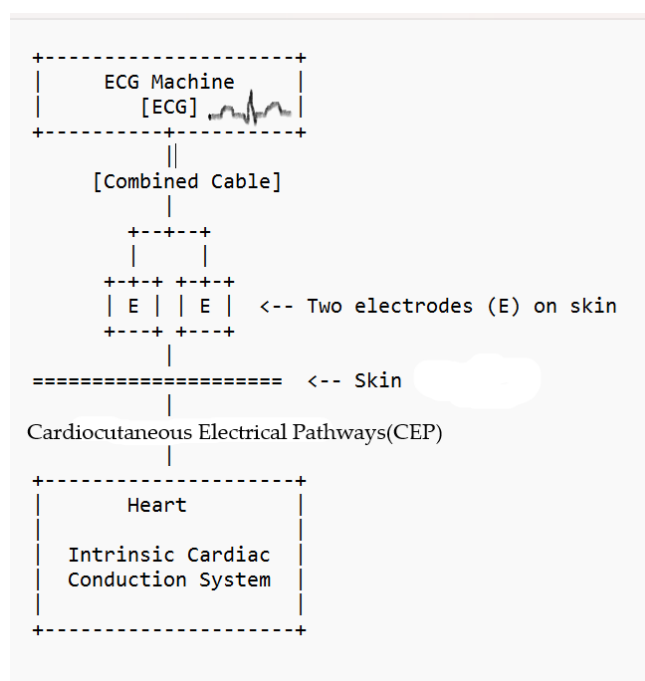 ECG Machine
[ECG]
[Combined Cable]
| E | | E | <-- Two electrodes (E) on skin
====================== <-- Skin
Cardiocutaneous Electrical Pathways(CEP)
Heart
Intrinsic Cardiac
Conduction System